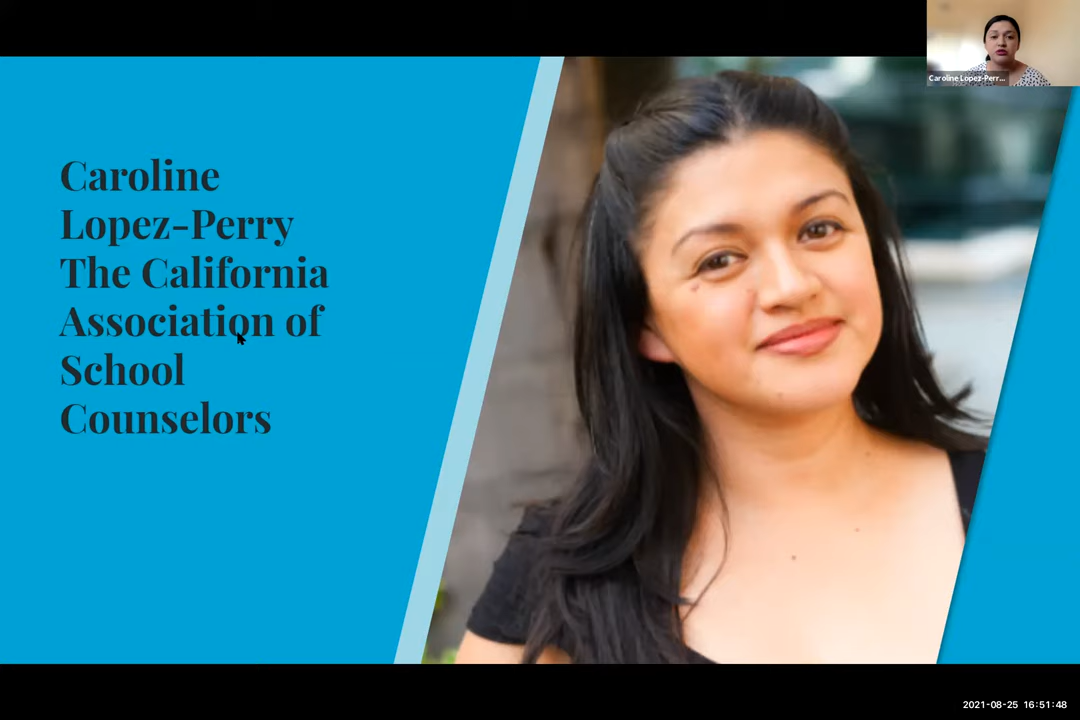 Caroline Lopez-Perr...
Caroline
Lopez-Perry
The California
Association of
School
Counselors
2021-08-25 16:51:48